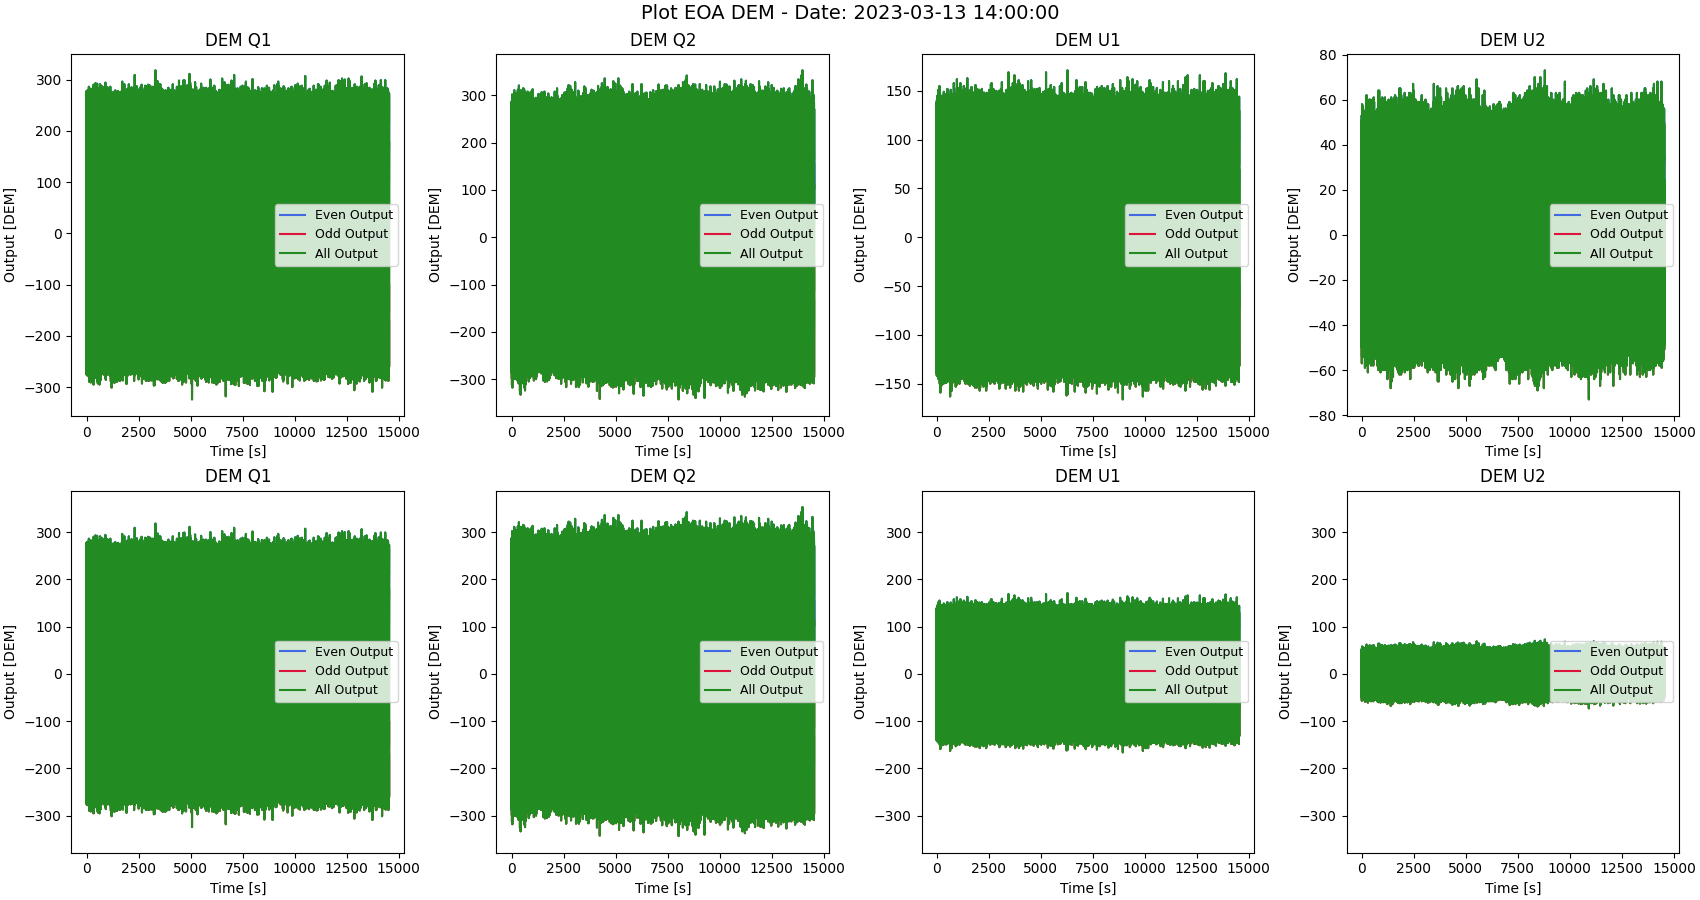 Plot EOA DEM - Date: 2023-03-13 14:00:00
DEM Q1
Output [DEM]
300
200
100
0
−100
−200
−300
Even Output
Odd Output
All Output
0 2500 5000 7500 10000 12500 15000
Time [s]
DEM Q2
Output [DEM]
300
200
100
0
−100
−200
−300
Even Output
Odd Output
All Output
0 2500 5000 7500 10000 12500 15000
Time [s]
DEM U1
Output [DEM]
150
100
50
0
−50
−100
−150
Even Output
Odd Output
All Output
0 2500 5000 7500 10000 12500 15000
Time [s]
DEM U2
Output [DEM]
80
60
40
20
0
−20
−40
−60
−80
Even Output
Odd Output
All Output
0 2500 5000 7500 10000 12500 15000
Time [s]
DEM Q1
Output [DEM]
300
200
100
0
−100
−200
−300
Even Output
Odd Output
All Output
0 2500 5000 7500 10000 12500 15000
Time [s]
DEM Q2
Output [DEM]
300
200
100
0
−100
−200
−300
Even Output
Odd Output
All Output
0 2500 5000 7500 10000 12500 15000
Time [s]
DEM U1
Output [DEM]
300
200
100
0
−100
−200
−300
Even Output
Odd Output
All Output
0 2500 5000 7500 10000 12500 15000
Time [s]
DEM U2
Output [DEM]
300
200
100
0
−100
−200
−300
Even Output
Odd Output
All Output
0 2500 5000 7500 10000 12500 15000
Time [s]